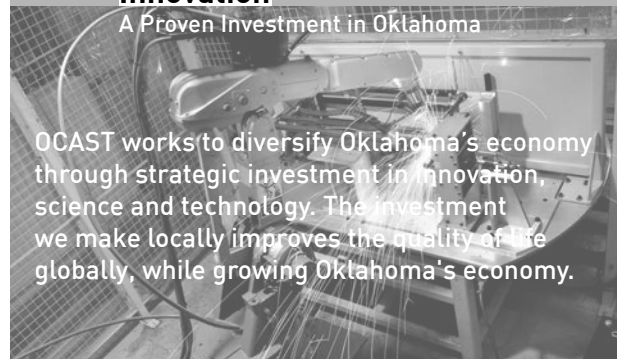 Innovation
A Proven Investment in Oklahoma
OCAST works to diversify Oklahoma's economy
through strategic investment in innovation,
science and technology. The investment
we make locally improves the quality of life
globally, while growing Oklahoma's economy.